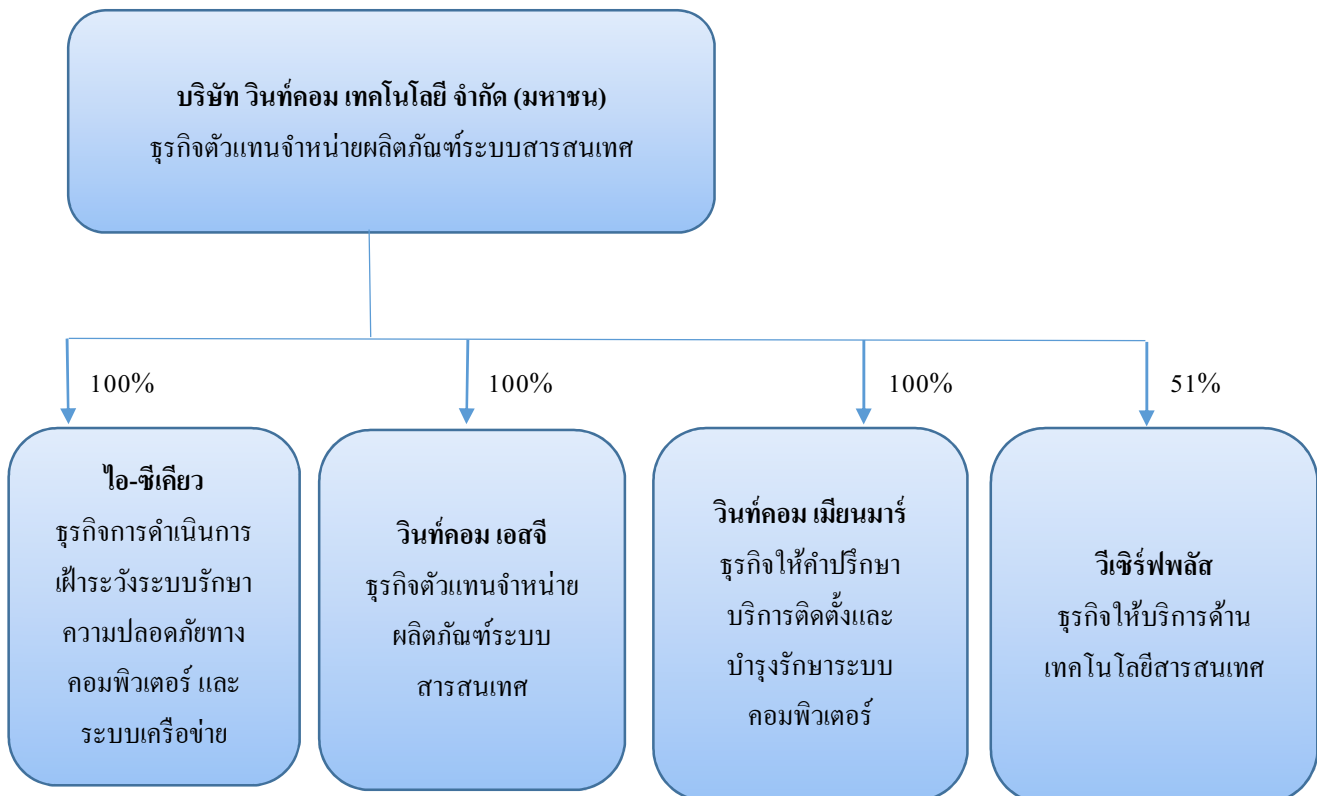 บริษัท วินท์คอม เทคโนโลยี จำกัด (มหาชน)
ธุรกิจตัวแทนจำหน่ายผลิตภัณฑ์ระบบสารสนเทศ
100%
100%
100%
51%
ไอ-ซีเคียว
ธุรกิจการดำเนินการ
เฝ้าระวังระบบรักษา
ความปลอดภัยทาง
คอมพิวเตอร์ และ
ระบบเครือข่าย
วินท์คอม เอสจี
ธุรกิจตัวแทนจำหน่าย
ผลิตภัณฑ์ระบบ
สารสนเทศ
วินท์คอม เมียนมาร์
ธุรกิจให้คำปรึกษา
บริการติดตั้งและ
บำรุงรักษาระบบ
คอมพิวเตอร์
วีเซิร์ฟพลัส
ธุรกิจให้บริการด้าน
เทคโนโลยีสารสนเทศ